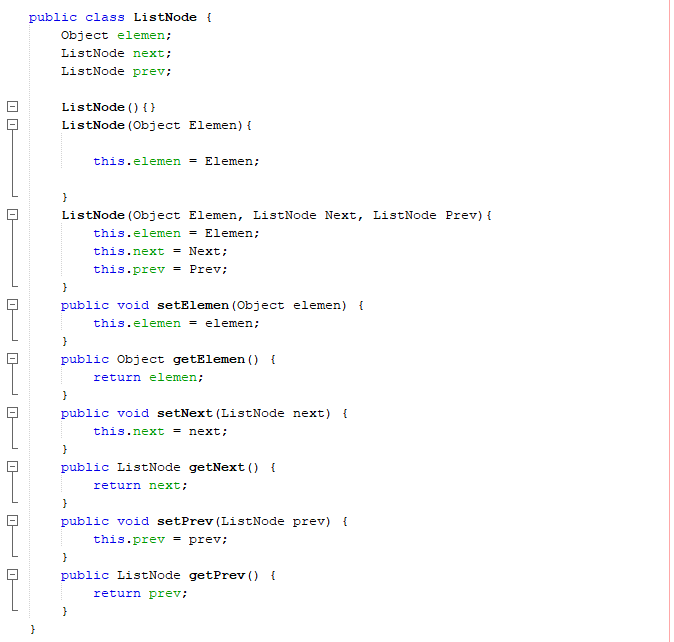 public class ListNode {
    Object elemen;
    ListNode next;
    ListNode prev;

    ListNode(){}
    ListNode(Object Elemen){

        this.elemen = Elemen;

    }
    ListNode(Object Elemen, ListNode Next, ListNode Prev){
        this.elemen = Elemen;
        this.next = Next;
        this.prev = Prev;
    }
    public void setElemen(Object elemen) {
        this.elemen = elemen;
    }
    public Object getElemen() {
        return elemen;
    }
    public void setNext(ListNode next) {
        this.next = next;
    }
    public ListNode getNext() {
        return next;
    }
    public void setPrev(ListNode prev) {
        this.prev = prev;
    }
    public ListNode getPrev() {
        return prev;
    }
}